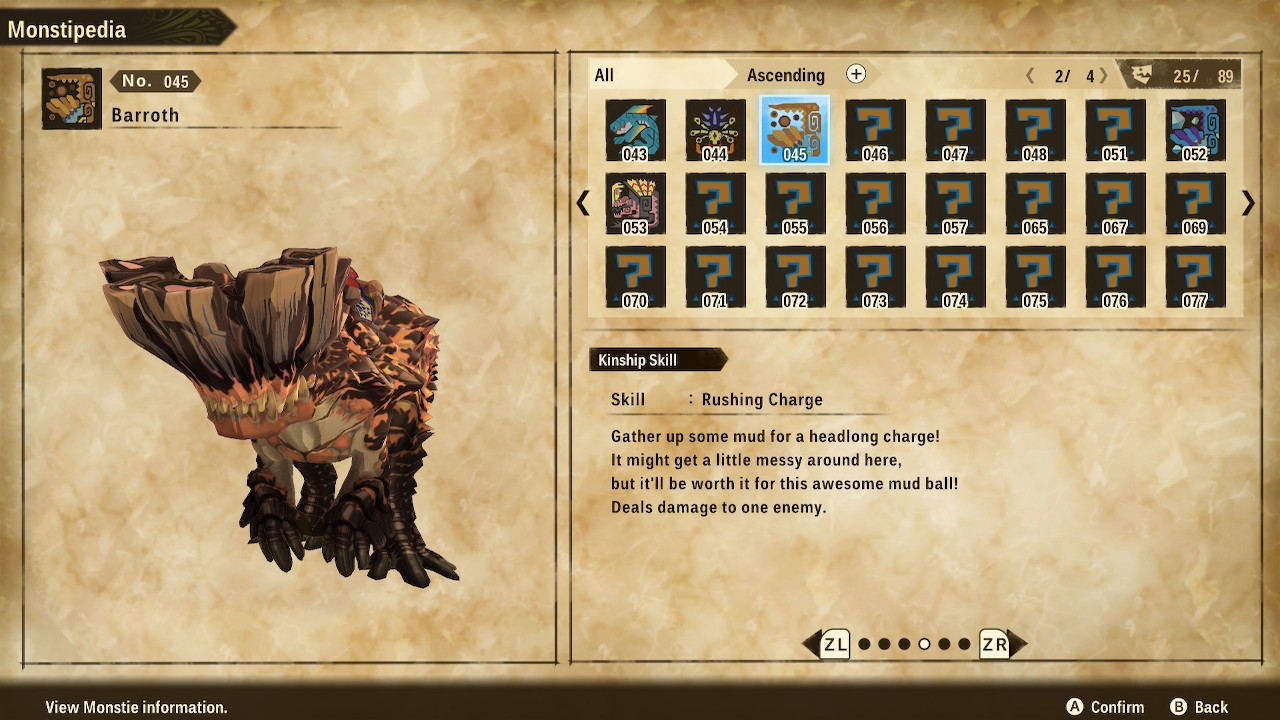 Monstipedia
No. 045
Barroth
All
Ascending
2/ 4
25/ 89
043 044 045 046 047 048 051 052
053 054 055 056 057 065 067 069
070 071 072 073 074 075 076 077
Kinship Skill
Skill : Rushing Charge
Gather up some mud for a headlong charge!
It might get a little messy around here,
but it'll be worth it for this awesome mud ball!
Deals damage to one enemy.
ZL ZR
View Monstie information.
A Confirm B Back